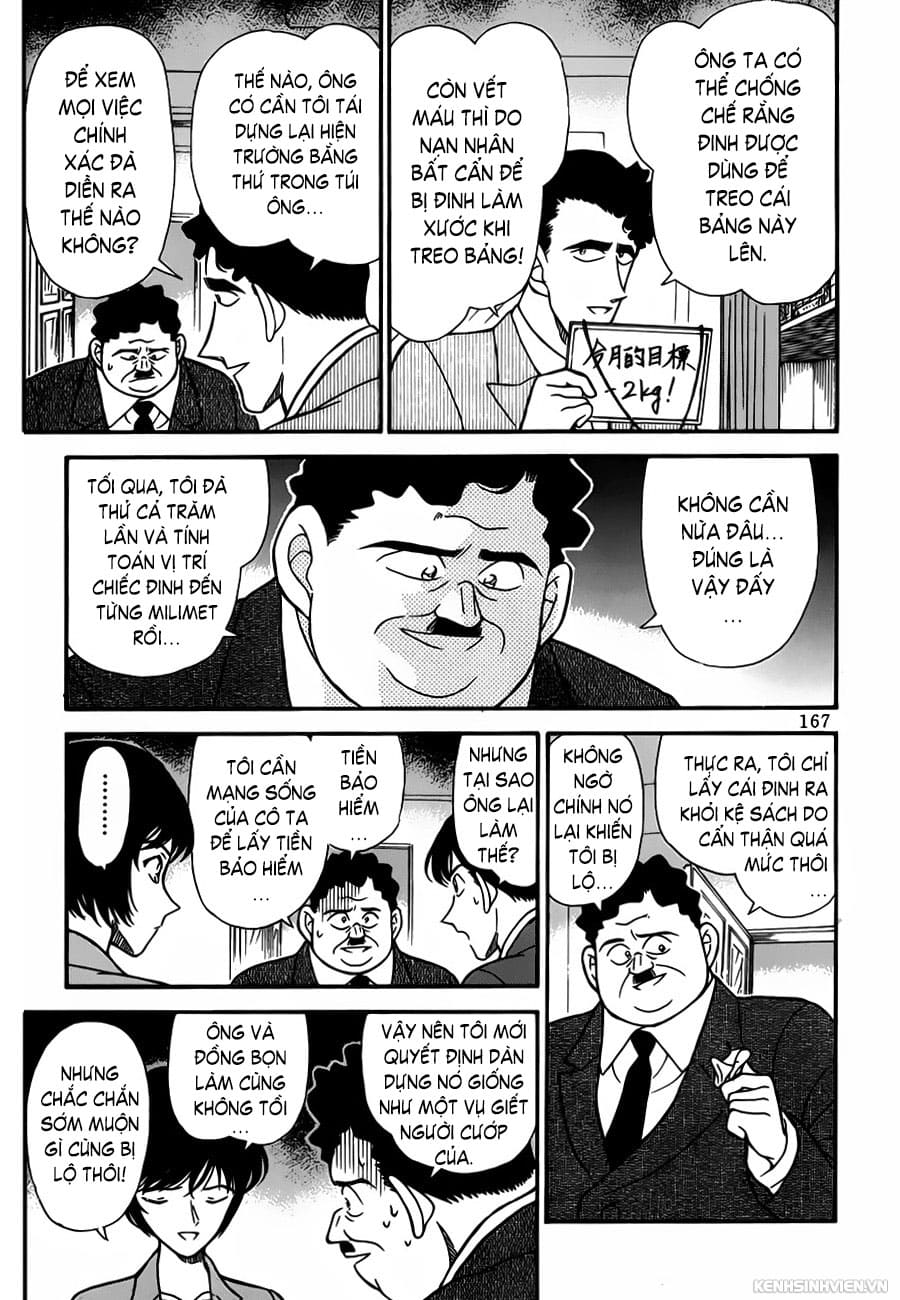 ÔNG TA CÓ
THỂ CHỐNG
CHẾ RẰNG
ĐINH ĐƯỢC
DÙNG ĐỂ
TREO CÁI
BẢNG NÀY
LÊN.
CÒN VẾT
MÁU THÌ DO
NẠN NHÂN
BẤT CẨN ĐỂ
BỊ ĐINH LÀM
XƯỚC KHI
TREO BẢNG!
今月的目標
-2kg!
THẾ NÀO, ÔNG
CÓ CẦN TÔI TÁI
DỰNG LẠI HIỆN
TRƯỜNG BẰNG
THỨ TRONG TÚI
ÔNG...
ĐỂ XEM
MỌI VIỆC
CHÍNH
XÁC ĐÃ
DIỄN RA
THẾ NÀO
KHÔNG?
KHÔNG CẦN
NỮA ĐÂU...
ĐÚNG LÀ
VẬY ĐẤY
...
TỐI QUA, TÔI ĐÃ
THỬ CẢ TRĂM
LẦN VÀ TÍNH
TOÁN VỊ TRÍ
CHIẾC ĐINH ĐẾN
TỪNG MILIMET
RỒI...
167
THỰC RA, TÔI CHỈ
LẤY CÁI ĐINH RA
KHỎI KỆ SÁCH DO
CẨN THẬN QUÁ
MỨC THÔI
...
KHÔNG
NGỜ
CHÍNH NÓ
LẠI KHIẾN
TÔI BỊ
LỘ...
NHƯNG
TẠI SAO
ÔNG LẠI
LÀM
THẾ?
TIỀN
BẢO
HIỂM
...
TÔI CẦN
MẠNG SỐNG
CỦA CÔ TA
ĐỂ LẤY TIỀN
BẢO HIỂM
...
.........
VẬY NÊN TÔI MỚI
QUYẾT ĐỊNH DÀN
DỰNG NÓ GIỐNG
NHƯ MỘT VỤ GIẾT
NGƯỜI CƯỚP
CỦA.
ÔNG VÀ
ĐỒNG BỌN
LÀM CŨNG
KHÔNG TỒI
...
NHƯNG
CHẮC CHẮN
SỚM MUỘN
GÌ CŨNG BỊ
LỘ THÔI!
KENHSINHVIEN.VN